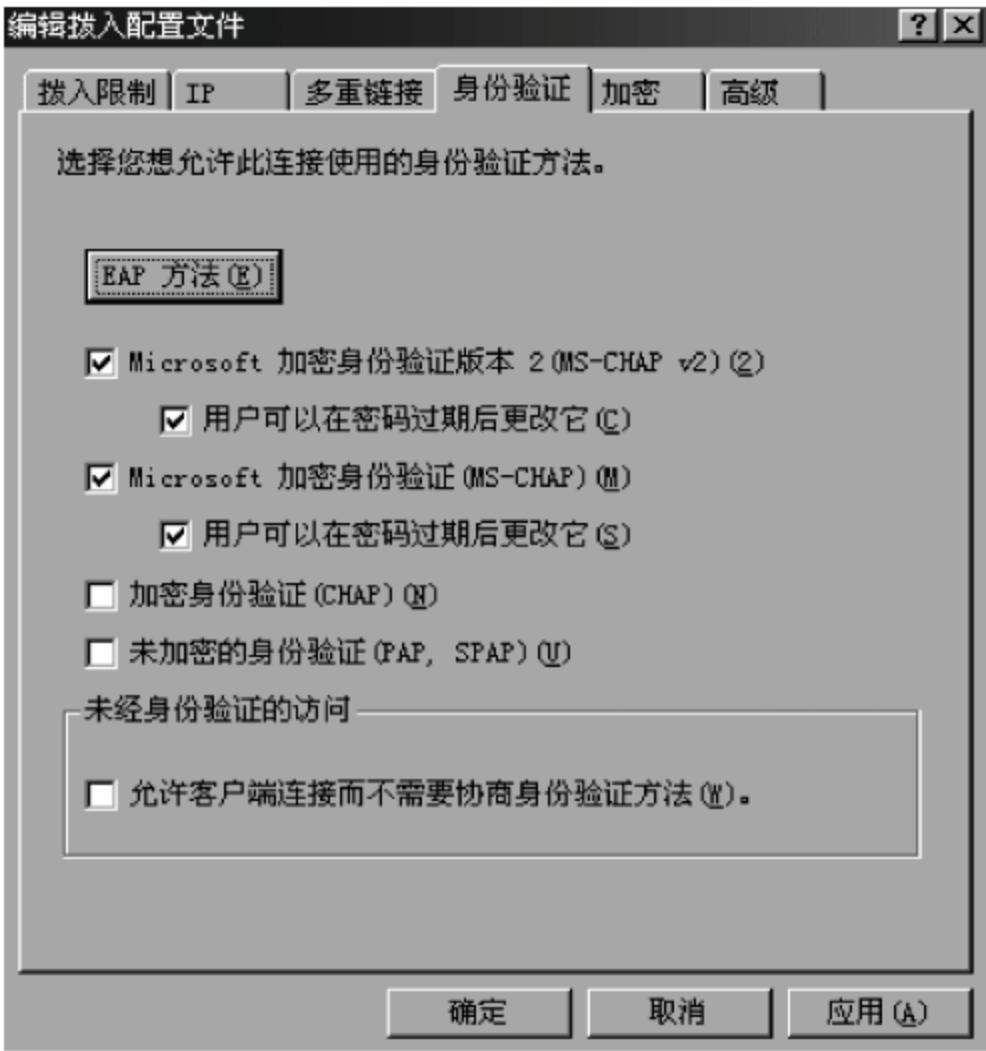 编辑拨入配置文件
拨入限制 IP 多重链接 身份验证 加密 高级
选择您想允许此连接使用的身份验证方法。
EAP 方法(E)
Microsoft 加密身份验证版本 2(MS-CHAP v2)(2)
用户可以在密码过期后更改它(C)
Microsoft 加密身份验证(MS-CHAP)(M)
用户可以在密码过期后更改它(S)
加密身份验证(CHAP)(N)
未加密的身份验证(PAP, SPAP)(U)
未经身份验证的访问
允许客户端连接而不需要协商身份验证方法(W)。
确定 取消 应用(A)